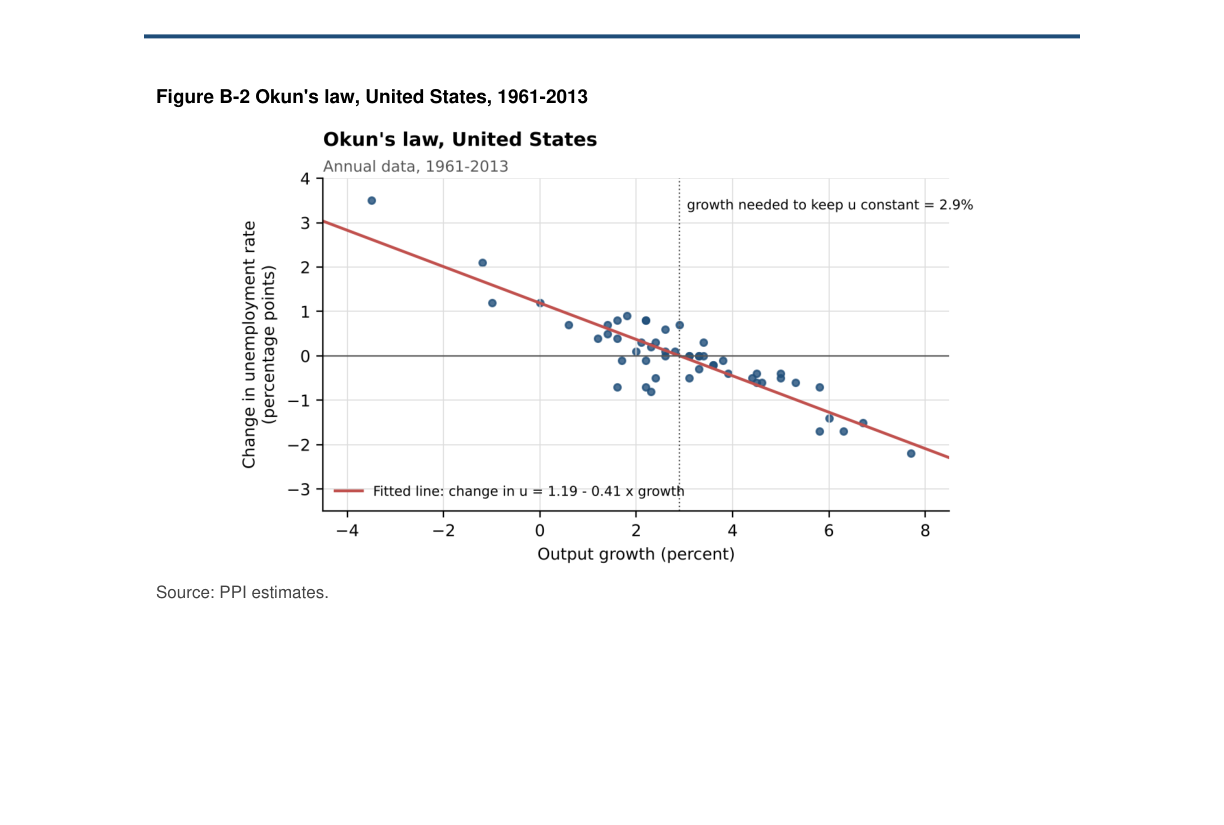 Figure B-2 Okun's law, United States, 1961-2013
Okun's law, United States
Annual data, 1961-2013
growth needed to keep u constant = 2.9%
Change in unemployment rate
(percentage points)
4
3
2
1
0
−1
−2
−3
Fitted line: change in u = 1.19 - 0.41 x growth
−4
−2
0
2
4
6
8
Output growth (percent)
Source: PPI estimates.